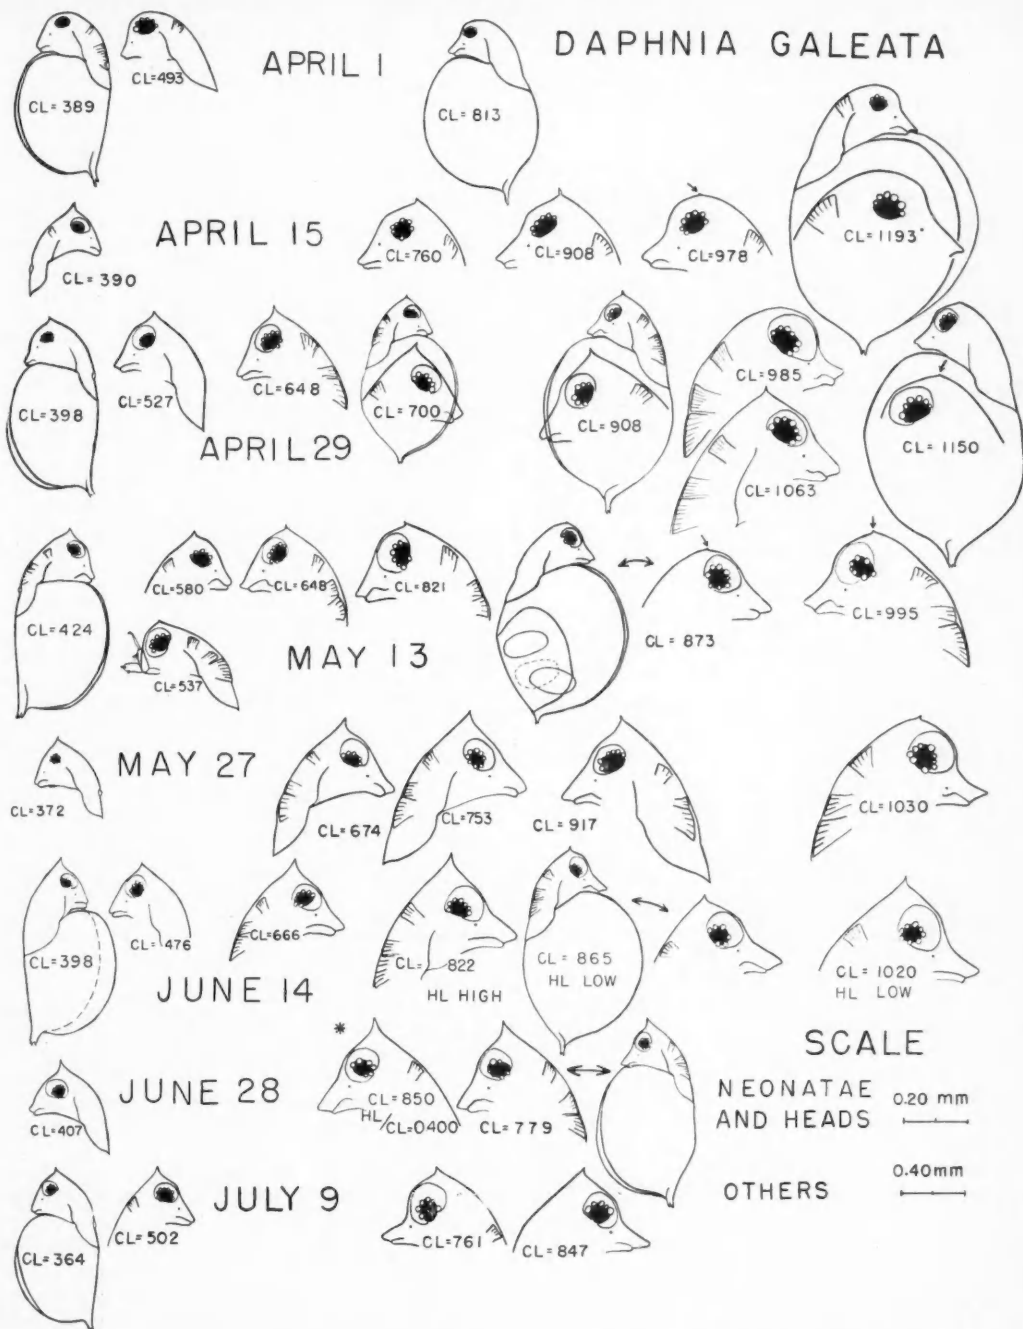 DAPHNIA GALEATA
APRIL 1
CL=389
CL=493
CL=813
CL=1193
APRIL 15
CL=390
CL=760
CL=908
CL=978
APRIL 29
CL=398
CL=527
CL=648
CL=700
CL=908
CL=985
CL=1063
CL=1150
MAY 13
CL=424
CL=580
CL=648
CL=821
CL=537
CL=873
CL=995
MAY 27
CL=372
CL=674
CL=753
CL=917
CL=1030
JUNE 14
CL=398
CL=476
CL=666
CL=822
HL HIGH
CL=865
HL LOW
CL=1020
HL LOW
JUNE 28
CL=407
*
CL=850
HL/CL=0400
CL=779
JULY 9
CL=364
CL=502
CL=761
CL=847
SCALE
NEONATAE
AND HEADS
0.20 mm
OTHERS
0.40mm